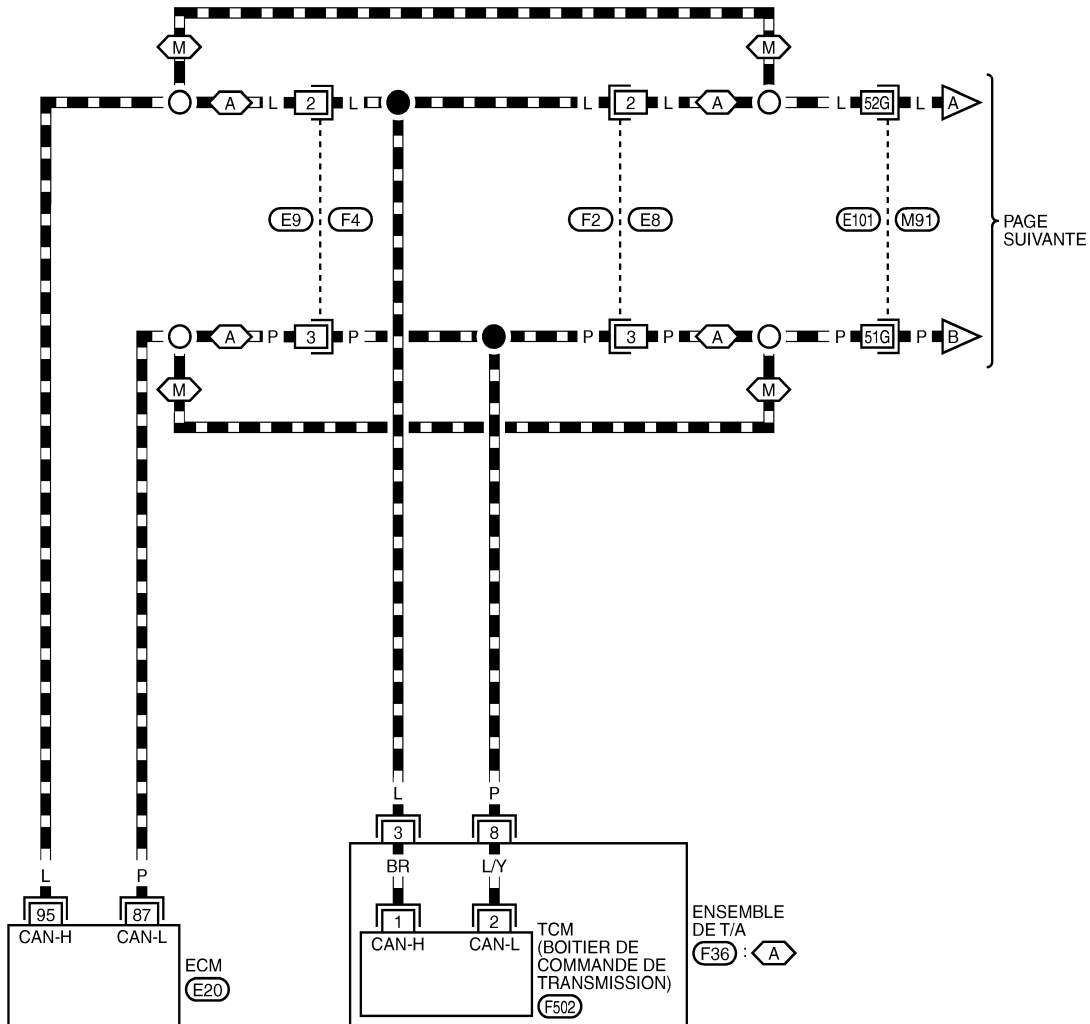 M M
A L 2 L L 2 L A L 52G L A
E9 F4 F2 E8 E101 M91
PAGE
SUIVANTE
A P 3 P P 3 P A P 51G P B
M M
L P
3 8
BR L/Y
L P
95 87
CAN-H CAN-L
ECM
E20
1 2
CAN-H CAN-L
TCM
(BOITIER DE
COMMANDE DE
TRANSMISSION)
F502
ENSEMBLE
DE T/A
F36 : A